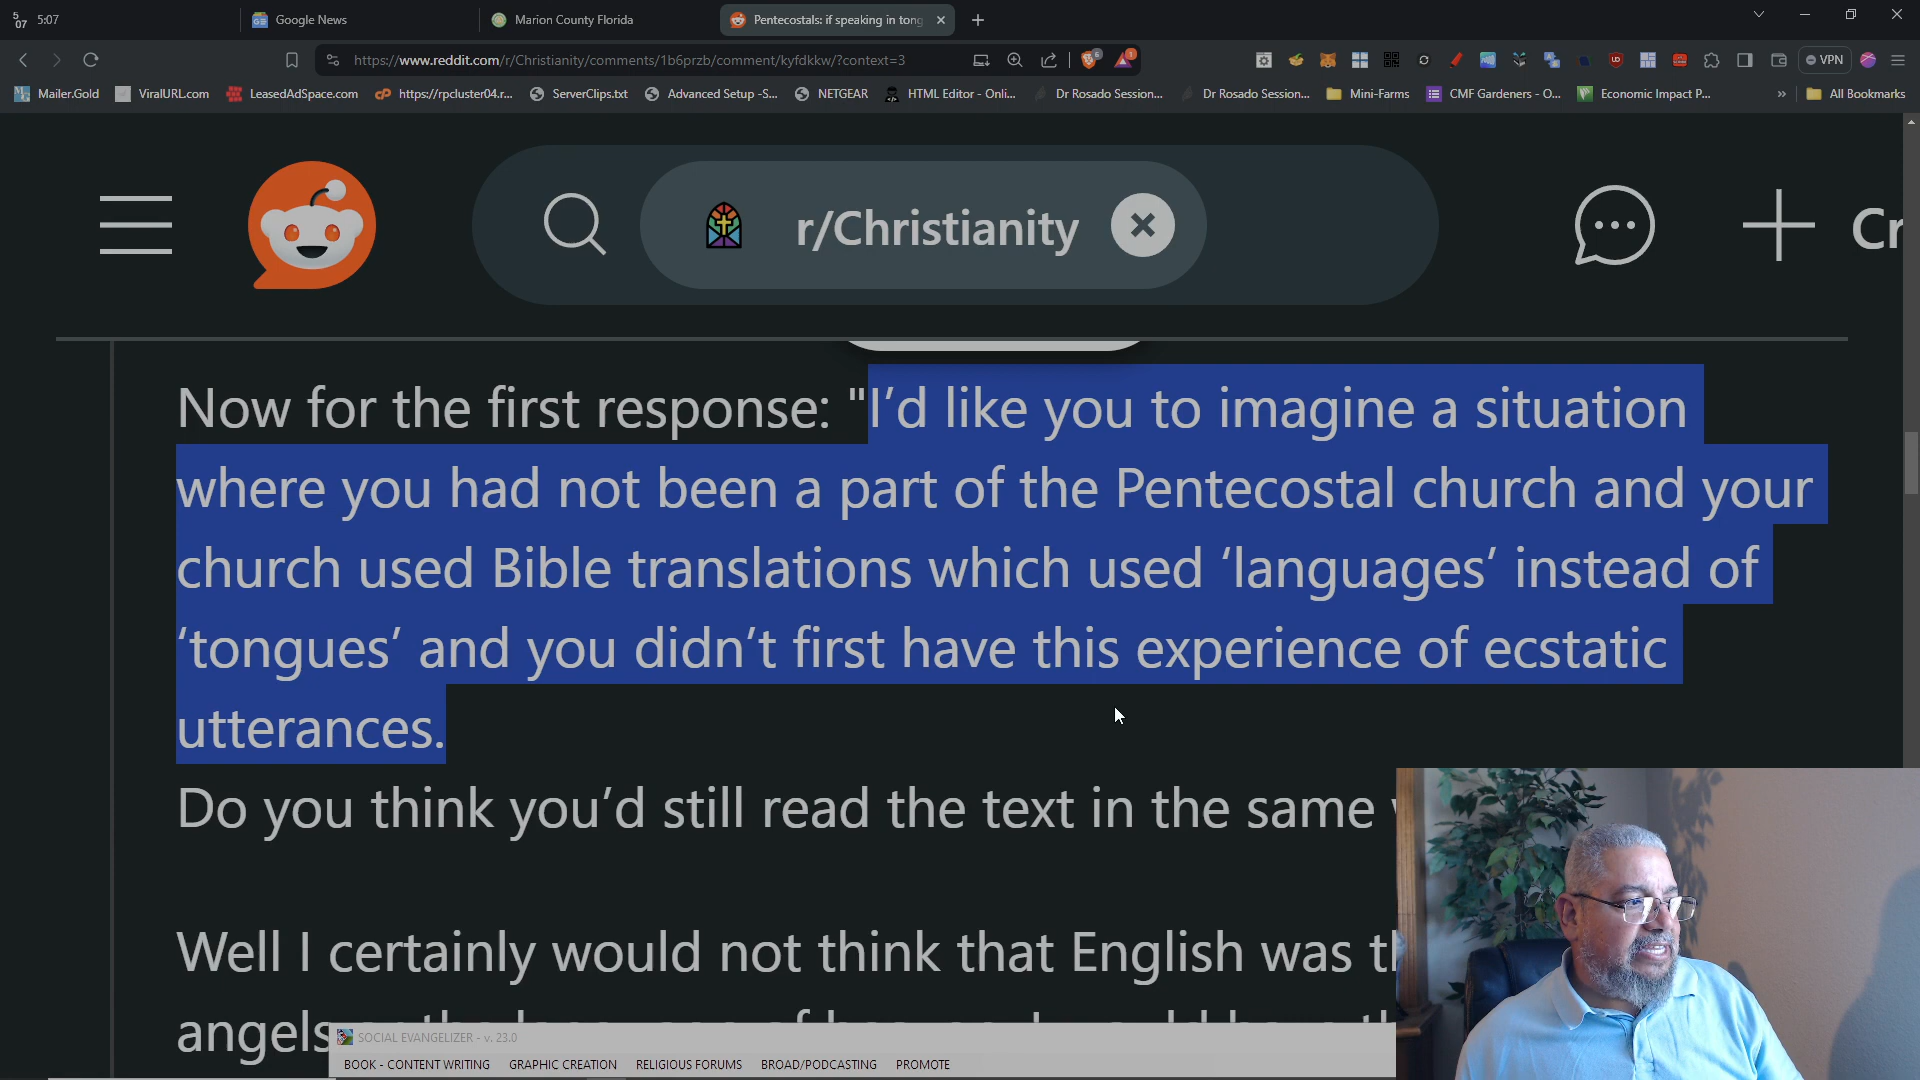 5 07 5:07
Google News
Marion County Florida
Pentecostals: if speaking in tong
https://www.reddit.com/r/Christianity/comments/1b6przb/comment/kyfdkkw/?context=3
VPN
Mailer.Gold
ViralURL.com
LeasedAdSpace.com
https://rpcluster04.r...
ServerClips.txt
Advanced Setup -S...
NETGEAR
HTML Editor - Onli...
Dr Rosado Session...
Dr Rosado Session...
Mini-Farms
CMF Gardeners - O...
Economic Impact P...
All Bookmarks
r/Christianity
Cr
Now for the first response: "I’d like you to imagine a situation
where you had not been a part of the Pentecostal church and your
church used Bible translations which used ‘languages’ instead of
‘tongues’ and you didn’t first have this experience of ecstatic
utterances.
Do you think you’d still read the text in the same
Well I certainly would not think that English was
angels
SOCIAL EVANGELIZER - v. 23.0
BOOK - CONTENT WRITING
GRAPHIC CREATION
RELIGIOUS FORUMS
BROAD/PODCASTING
PROMOTE